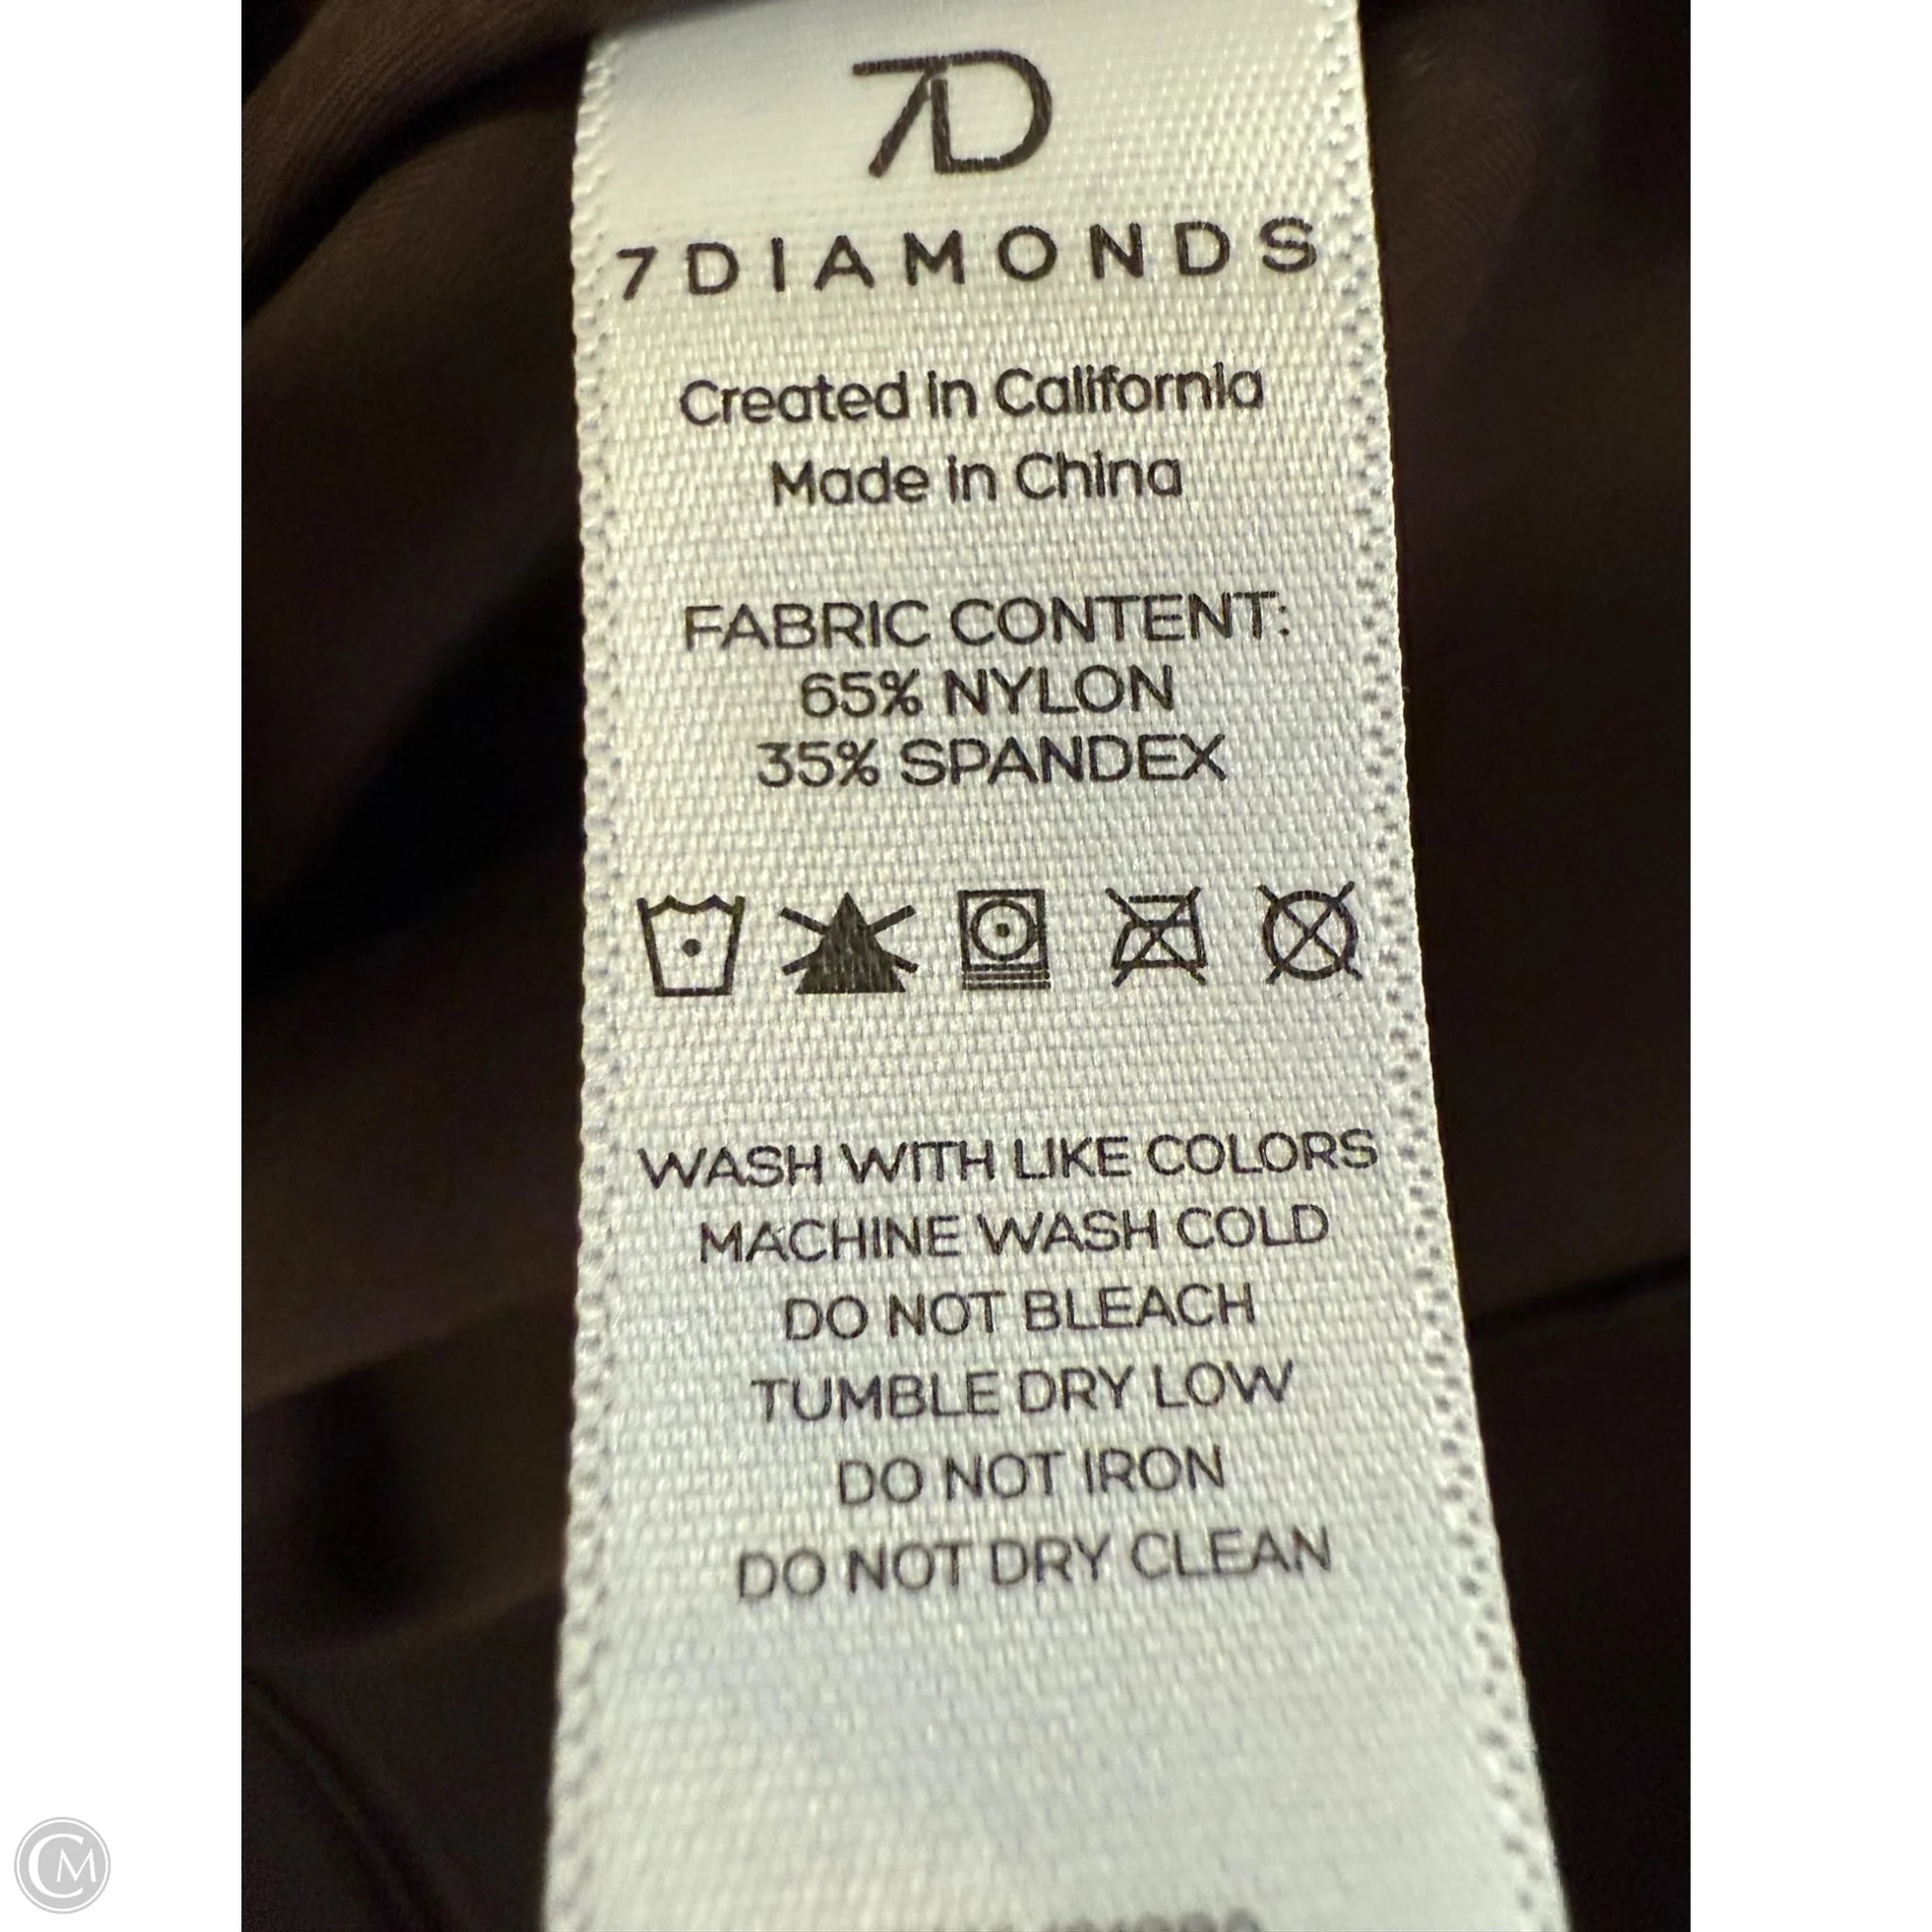 7D
7DIAMONDS
Created in California
Made in China
FABRIC CONTENT:
65% NYLON
35% SPANDEX
WASH WITH LIKE COLORS
MACHINE WASH COLD
DO NOT BLEACH
TUMBLE DRY LOW
DO NOT IRON
DO NOT DRY CLEAN
CM